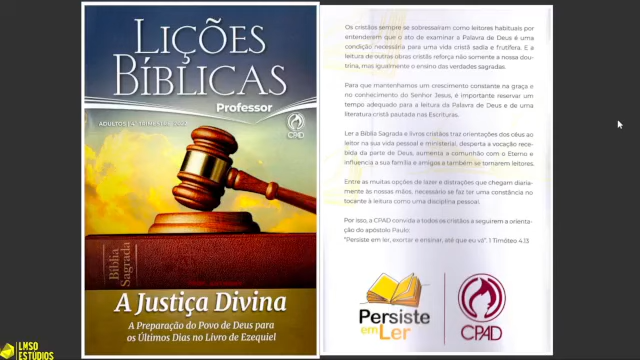 LIÇÕES
BÍBLICAS
Professor
ADULTOS | 4º TRIMESTRE 2022
CPAD
Bíblia
Sagrada
A Justiça Divina
A Preparação do Povo de Deus para
os Últimos Dias no Livro de Ezequiel
Os cristãos sempre se sobressaíram como leitores habituais por
entenderem que o ato de examinar a Palavra de Deus é uma
condição necessária para uma vida cristã sadia e frutífera. E a
leitura de outras obras cristãs reforça não somente a nossa dou-
trina, mas igualmente o ensino das verdades sagradas.
Para que mantenhamos um crescimento constante na graça e
no conhecimento do Senhor Jesus, é importante reservar um
tempo adequado para a leitura da Palavra de Deus e de uma
literatura cristã pautada nas Escrituras.
Ler a Bíblia Sagrada e livros cristãos traz orientações dos céus ao
leitor na sua vida pessoal e ministerial, desperta a vocação rece-
bida da parte de Deus, aumenta a comunhão com o Eterno e
influencia a sua família e amigos a também se tornarem leitores.
Entre as muitas opções de lazer e distrações que chegam diaria-
mente às nossas mãos, necessário se faz ter uma constância no
tocante à leitura como uma disciplina pessoal.
Por isso, a CPAD convida a todos os cristãos a seguirem a orienta-
ção do apóstolo Paulo:
"Persiste em ler, exortar e ensinar, até que eu vá". 1 Timóteo 4.13
Persiste
em Ler
CPAD
LMSO
ESTÚDIOS